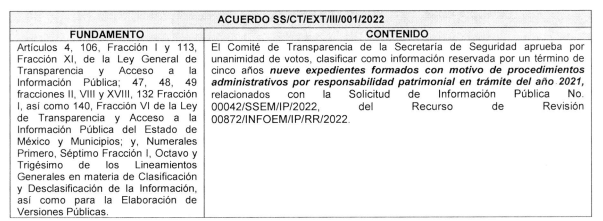 ACUERDO SS/CT/EXT/III/001/2022
FUNDAMENTO
Artículos 4, 106, Fracción I y 113,
Fracción XI, de la Ley General de
Transparencia y Acceso a la
Información Pública; 47, 48, 49
fracciones II, VIII y XVIII, 132 Fracción
I, así como 140, Fracción VI de la Ley
de Transparencia y Acceso a la
Información Pública del Estado de
México y Municipios; y, Numerales
Primero, Séptimo Fracción I, Octavo y
Trigésimo de los Lineamientos
Generales en materia de Clasificación
y Desclasificación de la Información,
así como para la Elaboración de
Versiones Públicas.
CONTENIDO
El Comité de Transparencia de la Secretaría de Seguridad aprueba por
unanimidad de votos, clasificar como información reservada por un término de
cinco años nueve expedientes formados con motivo de procedimientos
administrativos por responsabilidad patrimonial en trámite del año 2021,
relacionados con la Solicitud de Información Pública No.
00042/SSEM/IP/2022, del Recurso de Revisión
00872/INFOEM/IP/RR/2022.